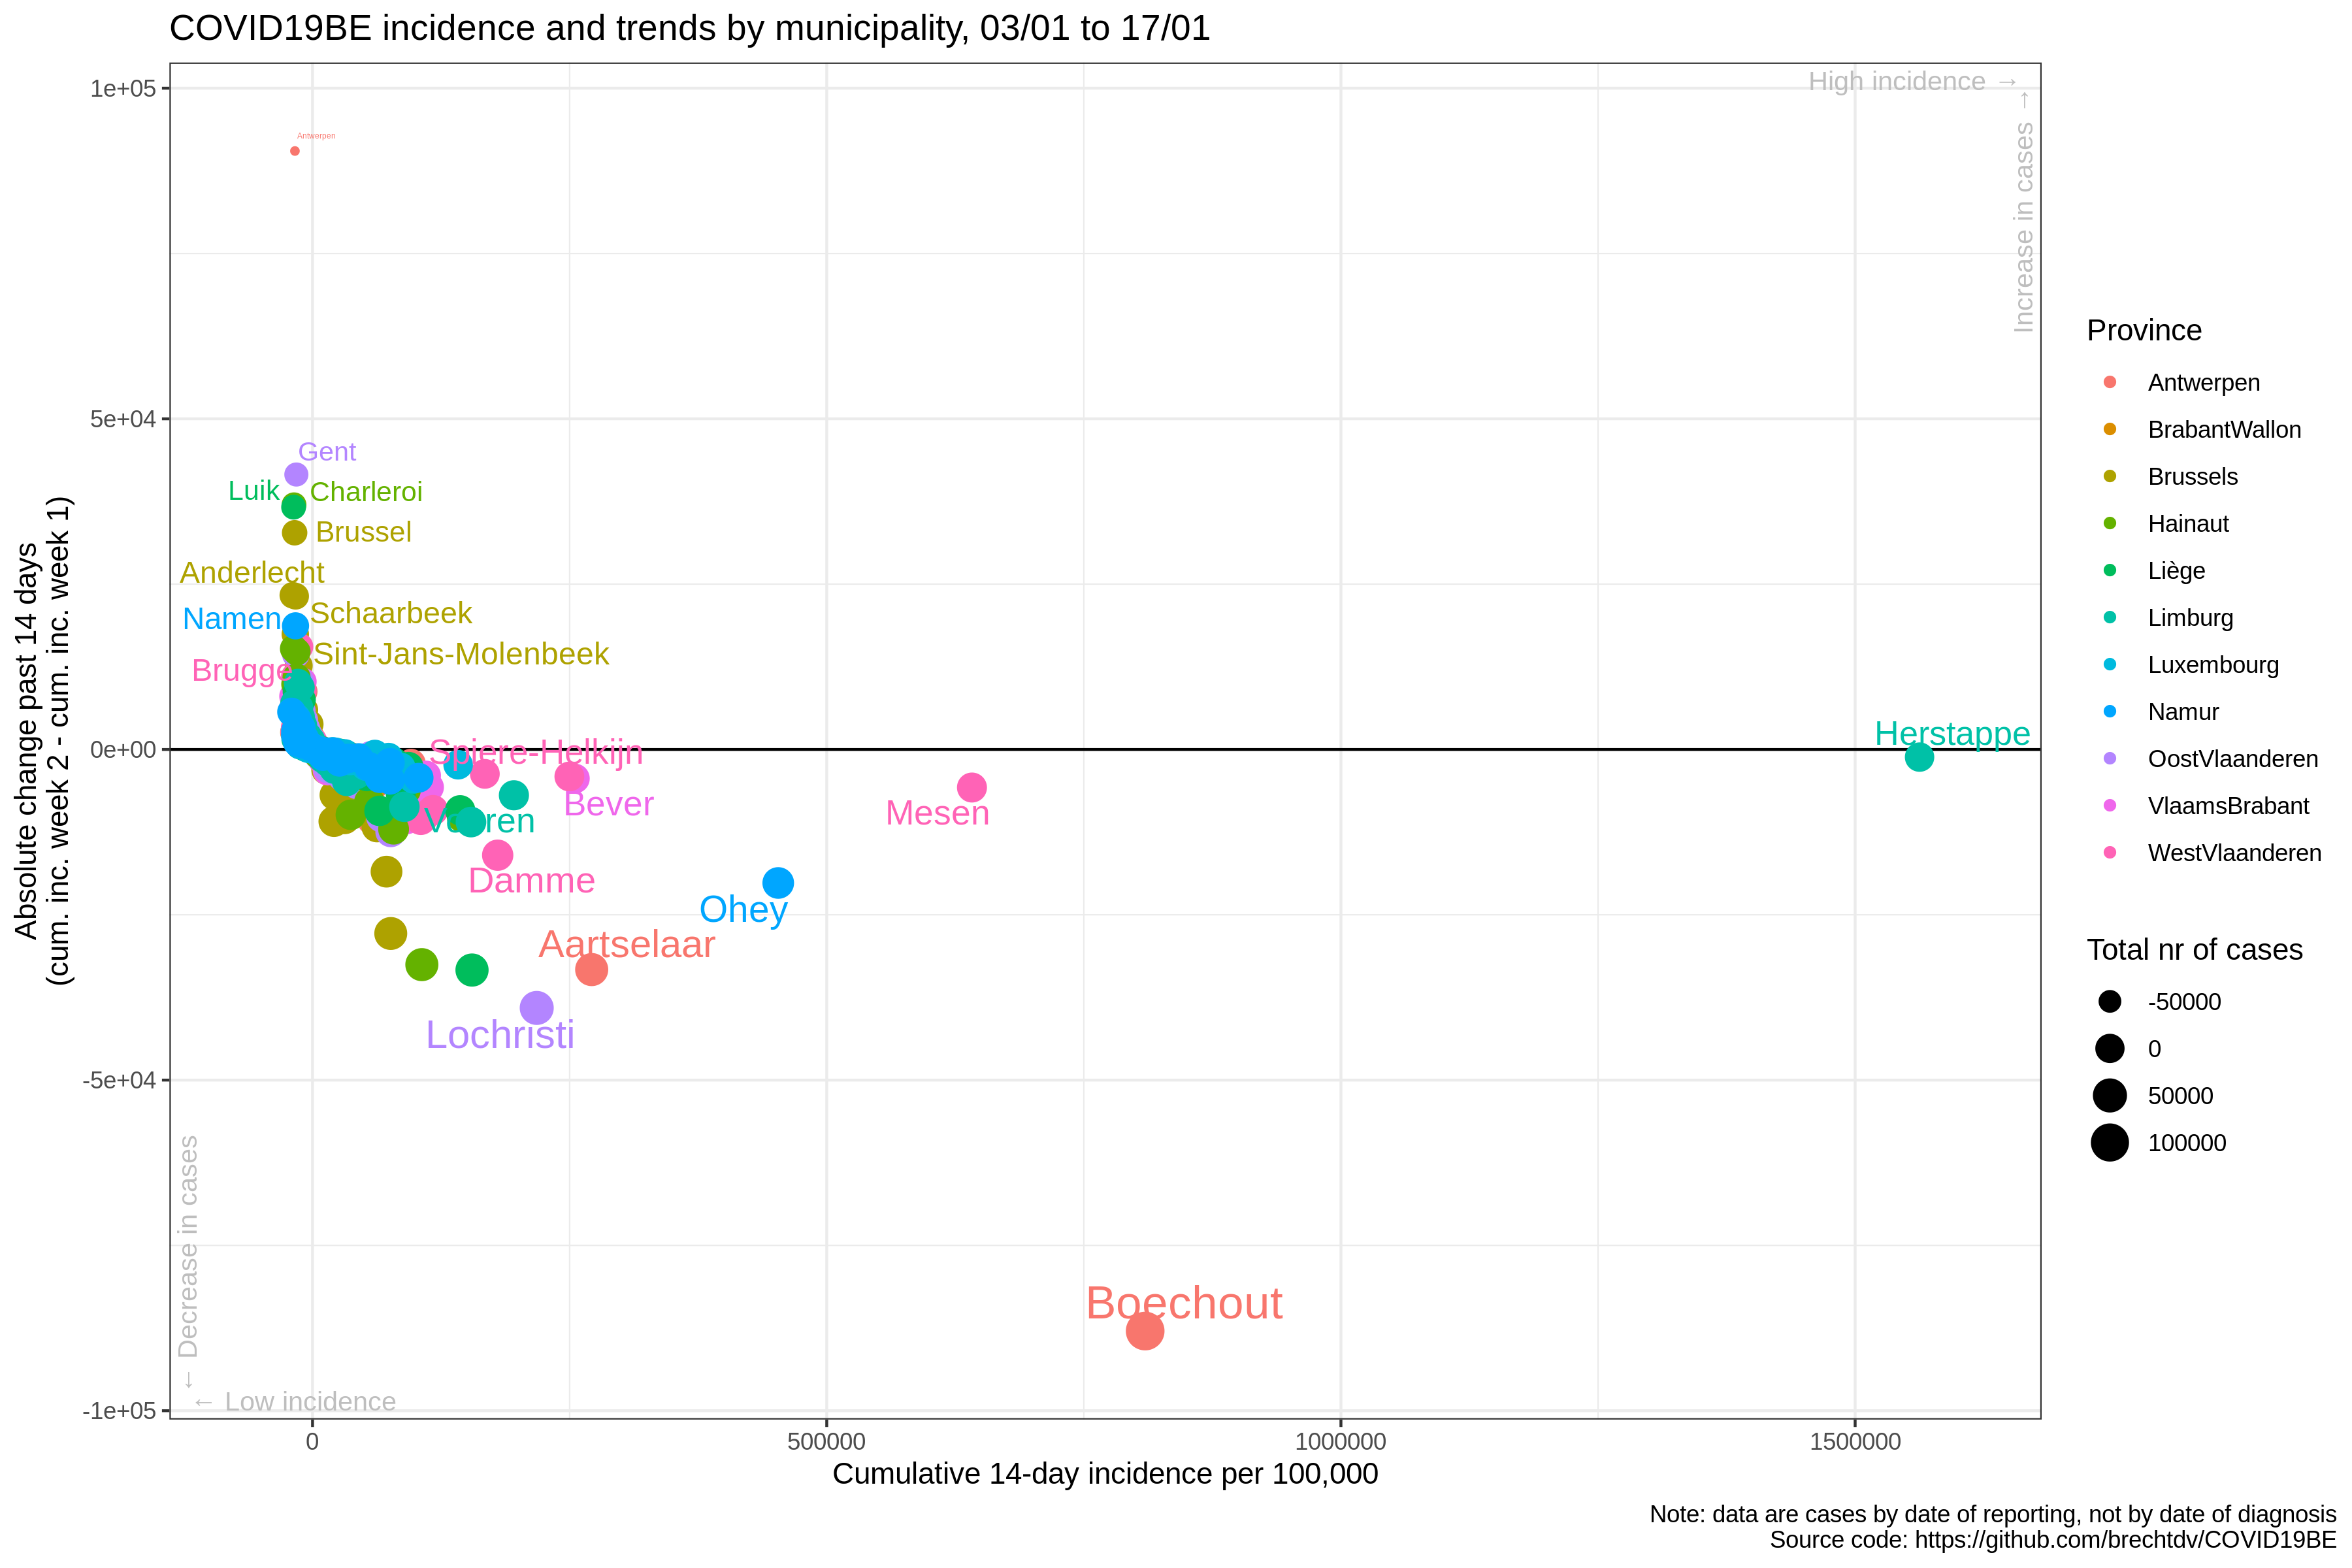 COVID19BE incidence and trends by municipality, 03/01 to 17/01
High incidence →
Increase in cases →
1e+05
5e+04
0e+00
-5e+04
-1e+05
Absolute change past 14 days
(cum. inc. week 2 - cum. inc. week 1)
Antwerpen
Gent
Luik
Charleroi
Brussel
Anderlecht
Schaarbeek
Namen
Sint-Jans-Molenbeek
Brugge
Spiere-Helkijn
Herstappe
Bever
Mesen
Damme
Ohey
Aartselaar
Lochristi
Boechout
← Decrease in cases
← Low incidence
0
500000
1000000
1500000
Cumulative 14-day incidence per 100,000
Province
Antwerpen
BrabantWallon
Brussels
Hainaut
Liège
Limburg
Luxembourg
Namur
OostVlaanderen
VlaamsBrabant
WestVlaanderen
Total nr of cases
-50000
0
50000
100000
Note: data are cases by date of reporting, not by date of diagnosis
Source code: https://github.com/brechtdv/COVID19BE